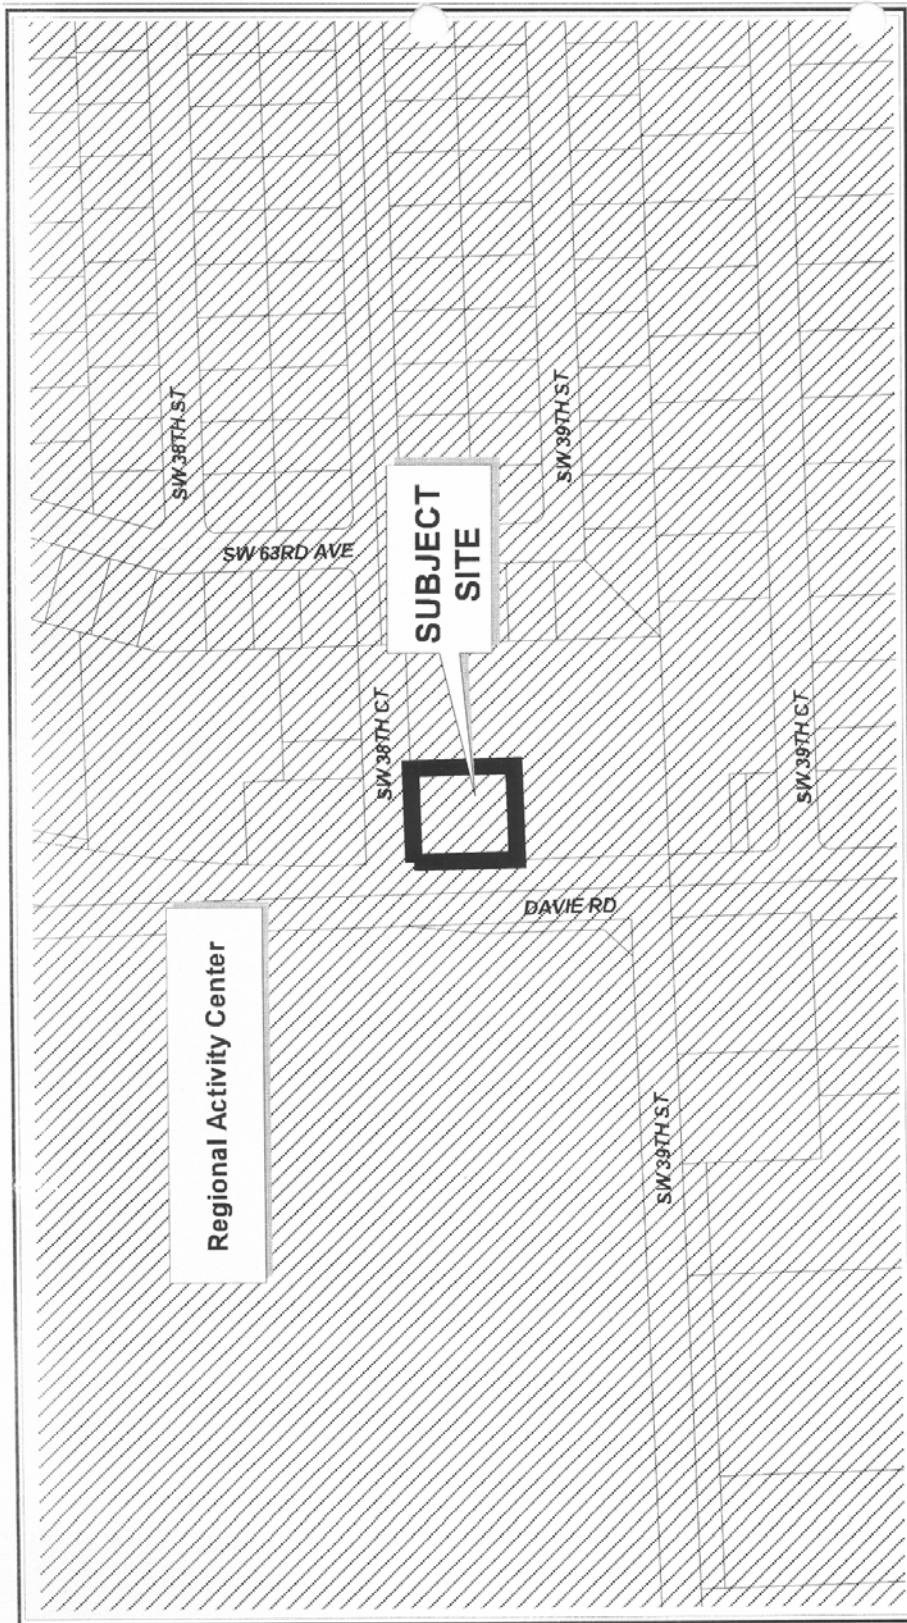 SW 38TH ST
SW 63RD AVE
SW 39TH ST
SUBJECT
SITE
SW 38TH CT
SW 39TH CT
DAVIE RD
Regional Activity Center
SW 39TH ST